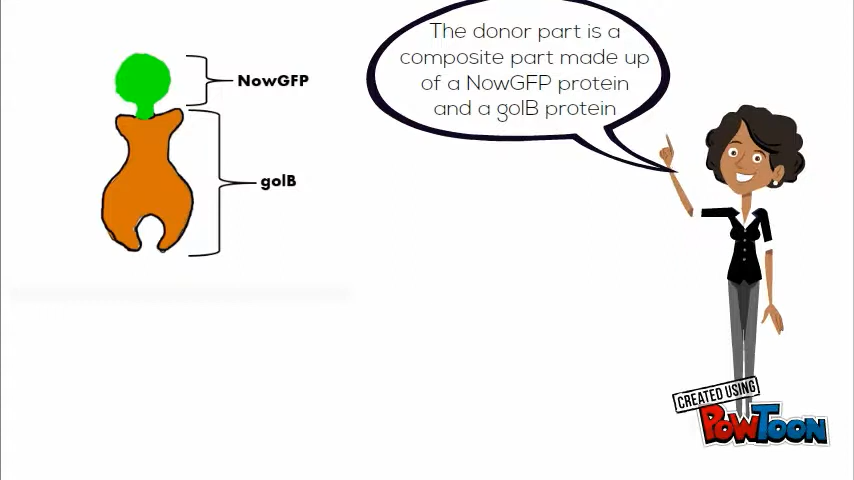 The donor part is a
composite part made up
of a NowGFP protein
and a golB protein
NowGFP
golB
CREATED USING
POWTOON